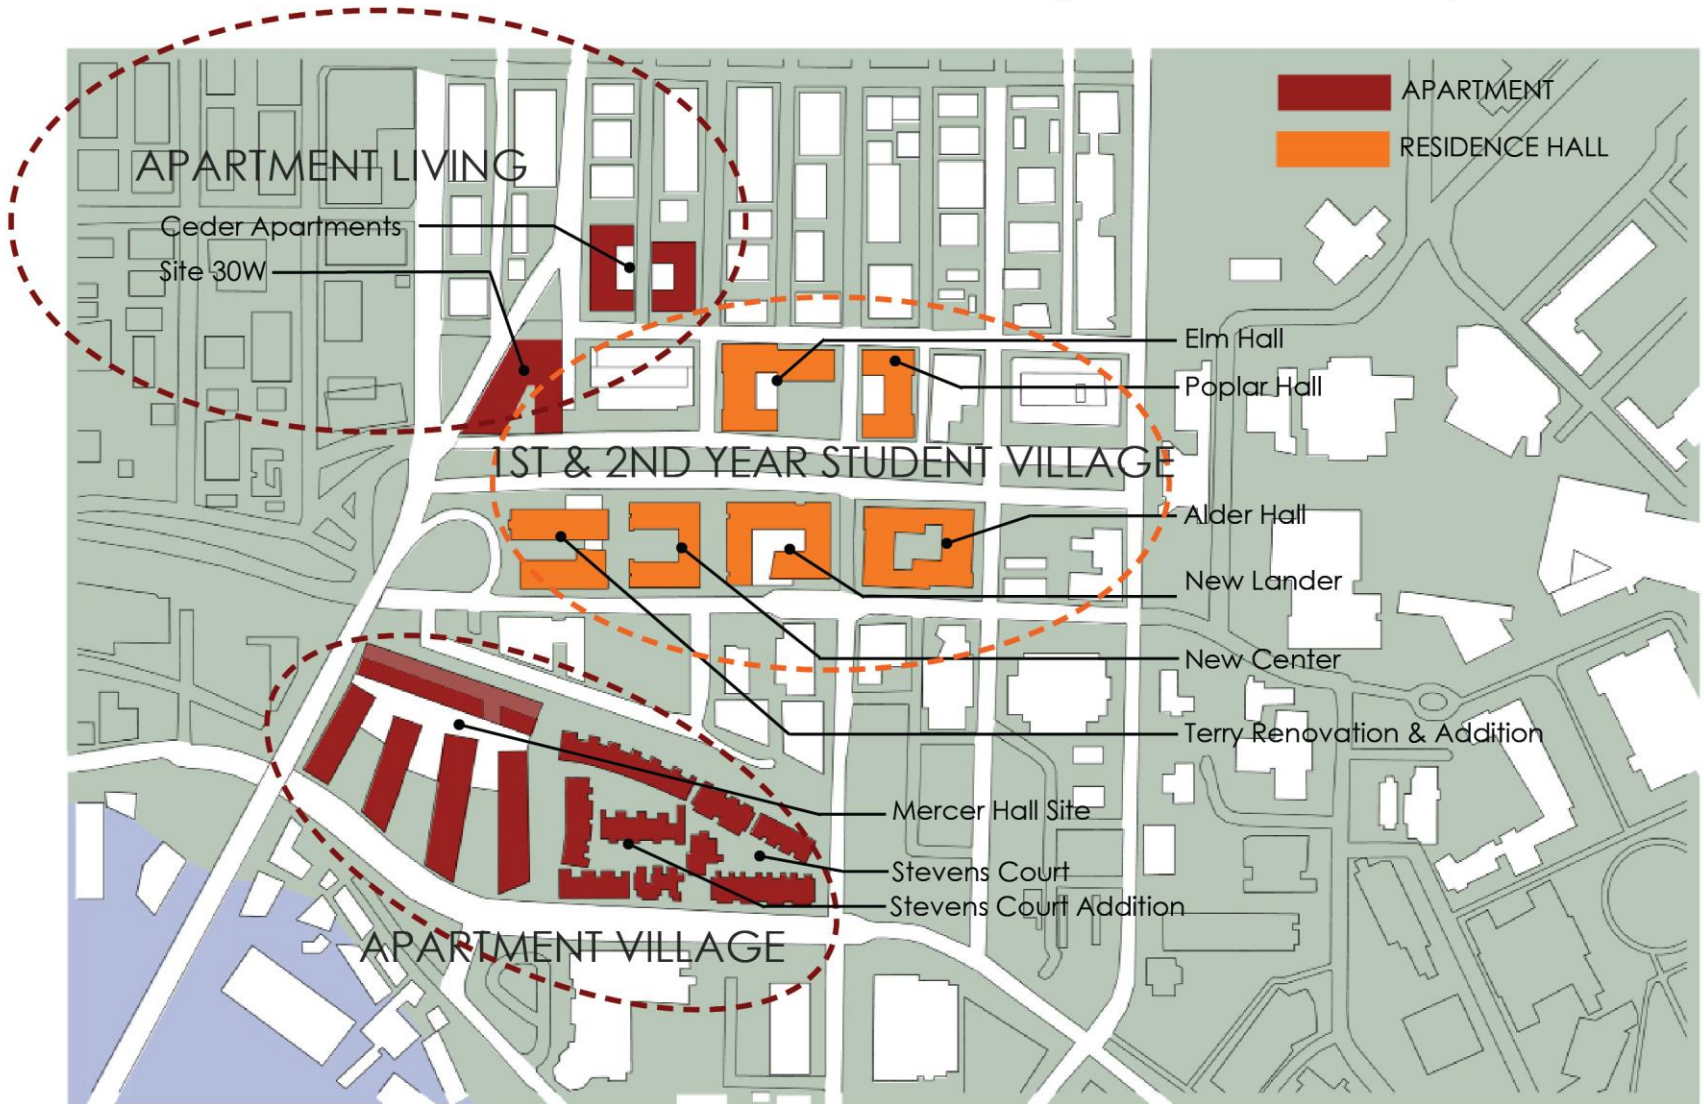 APARTMENT
RESIDENCE HALL
APARTMENT LIVING
Ceder Apartments
Site 30W
Elm Hall
Poplar Hall
1ST & 2ND YEAR STUDENT VILLAGE
Alder Hall
New Lander
New Center
Terry Renovation & Addition
Mercer Hall Site
Stevens Court
Stevens Court Addition
APARTMENT VILLAGE